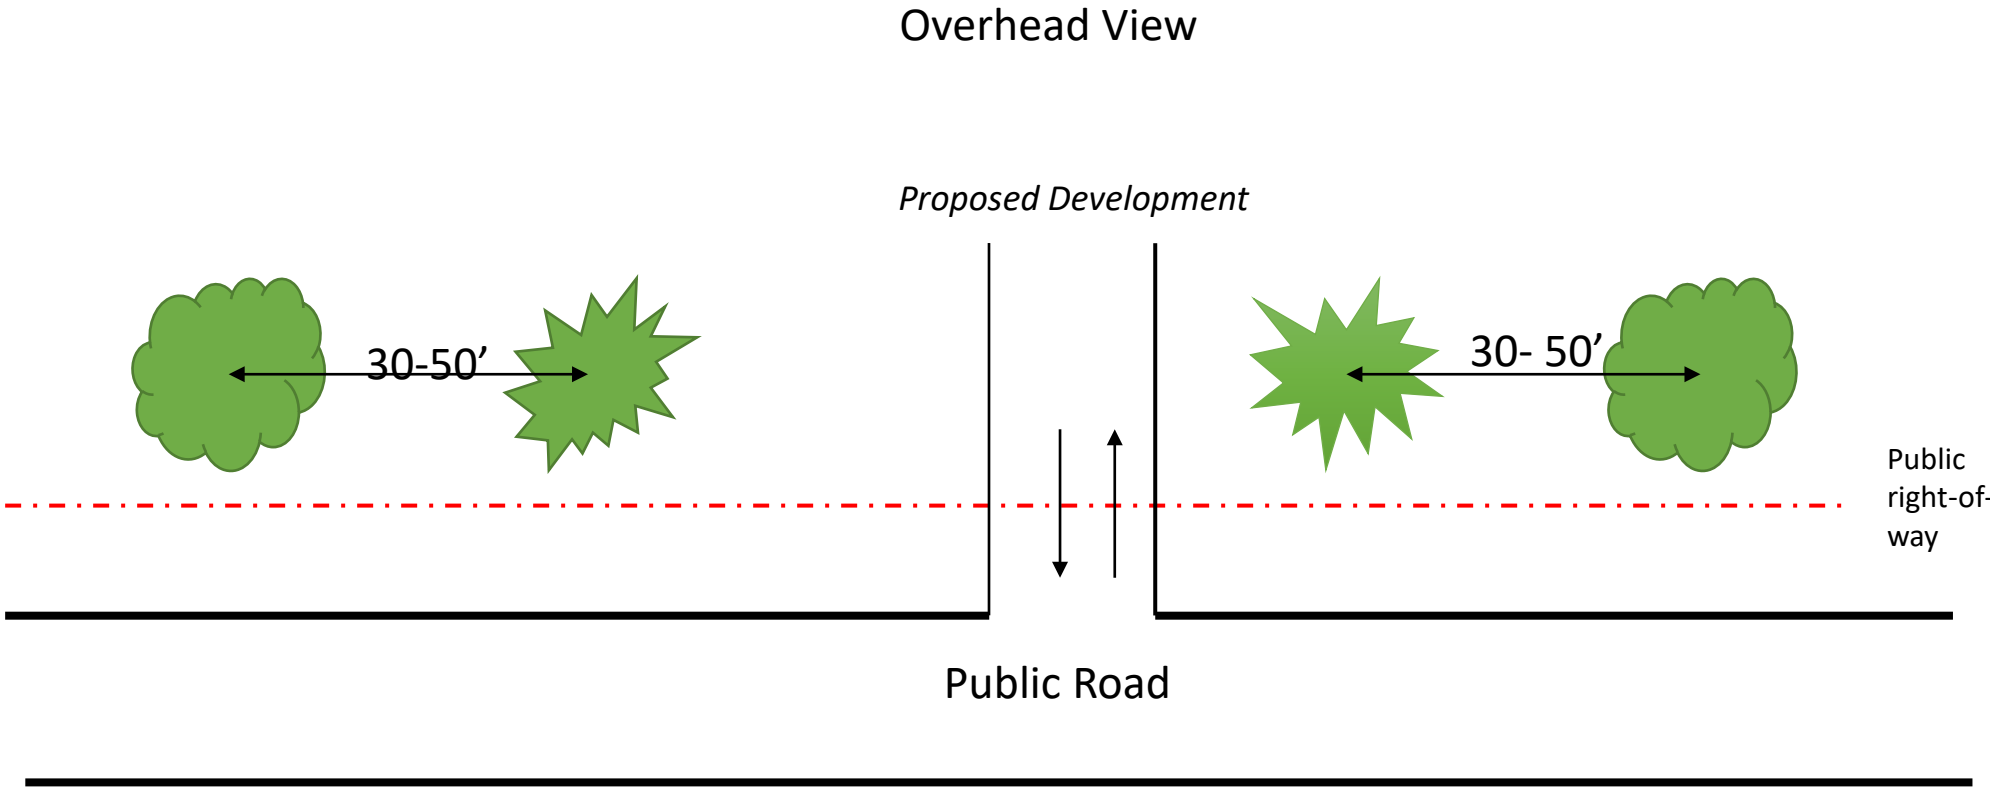 Overhead View
Proposed Development
30-50’
30- 50’
Public
right-of-
way
Public Road